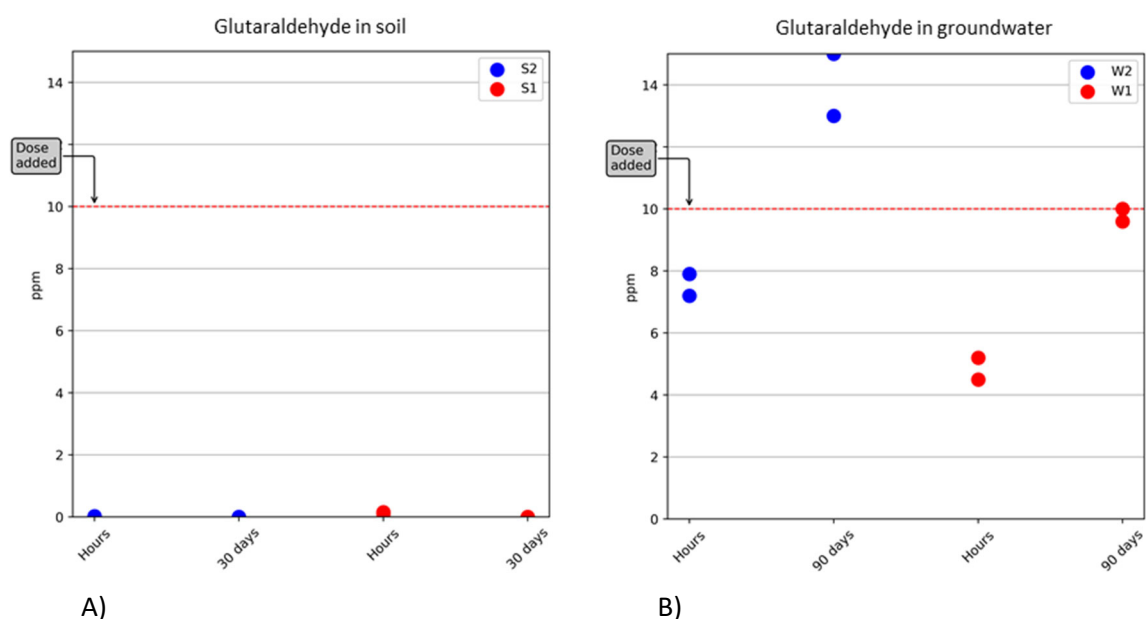 Glutaraldehyde in soil
S2
S1
14
Dose
added
10
8
6
4
2
0
ppm
Hours
30 days
Hours
30 days
A)
Glutaraldehyde in groundwater
W2
W1
14
Dose
added
10
8
6
4
2
0
ppm
Hours
90 days
Hours
90 days
B)